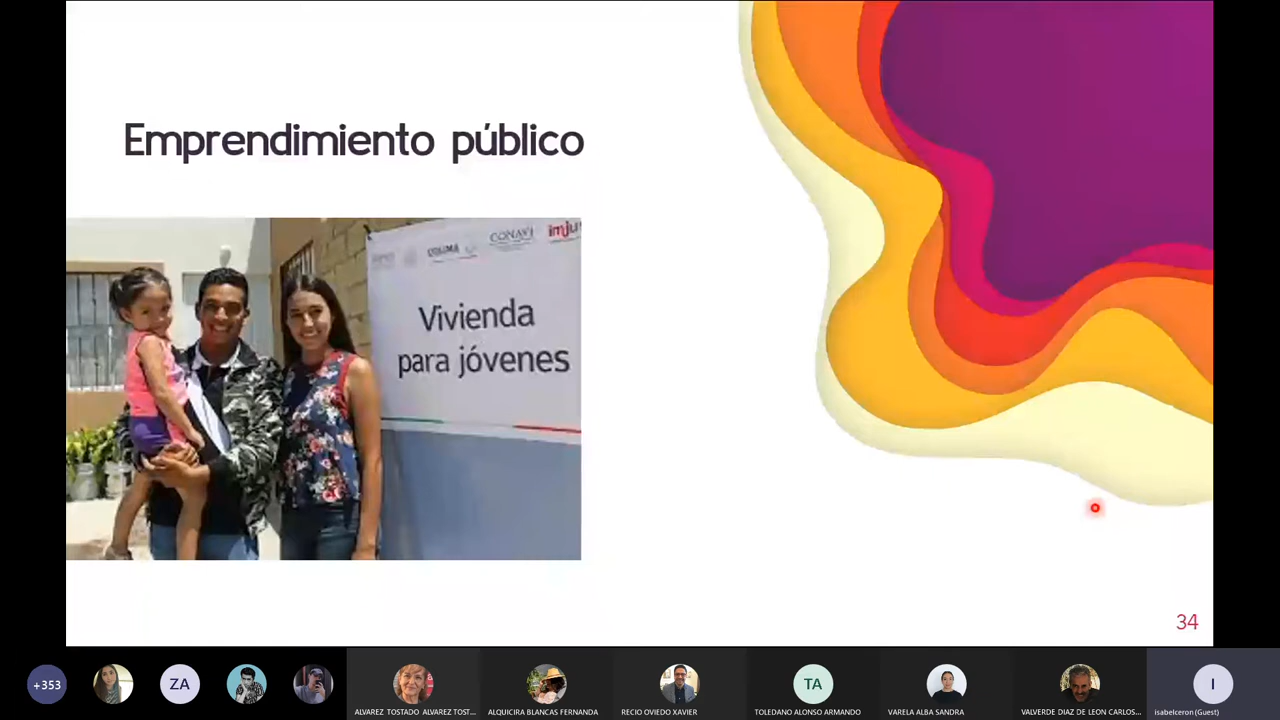 Emprendimiento público
COLIMA
CONAVI
imju
Vivienda
para jóvenes
34
+353
ZA
TA
I
ALVAREZ TOSTADO ALVAREZ TOST...
ALQUICIRA BLANCAS FERNANDA
RECIO OVIEDO XAVIER
TOLEDANO ALONSO ARMANDO
VARELA ALBA SANDRA
VALVERDE DIAZ DE LEON CARLOS...
isabelceron (Guest)